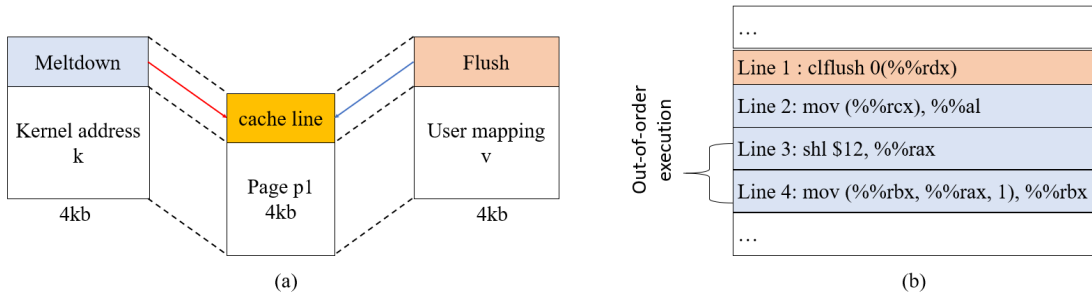 Meltdown
Kernel address
k
4kb
cache line
Page p1
4kb
Flush
User mapping
v
4kb
(a)
Out-of-order
execution
...
Line 1 : clflush 0(%%rdx)
Line 2: mov (%%rcx), %%al
Line 3: shl $12, %%rax
Line 4: mov (%%rbx, %%rax, 1), %%rbx
...
(b)